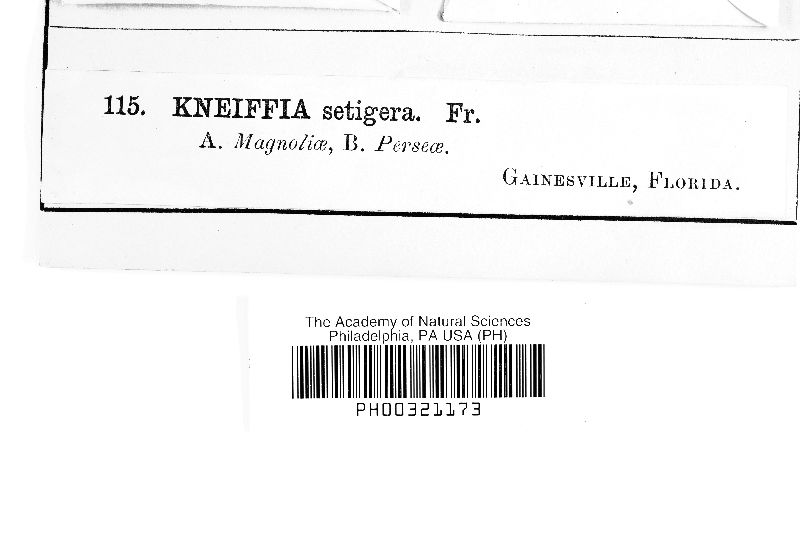 115. KNEIFFIA setigera. Fr.
A. Magnoliæ, B. Perseæ.
GAINESVILLE, FLORIDA.
The Academy of Natural Sciences
Philadelphia, PA USA (PH)
PH00321173